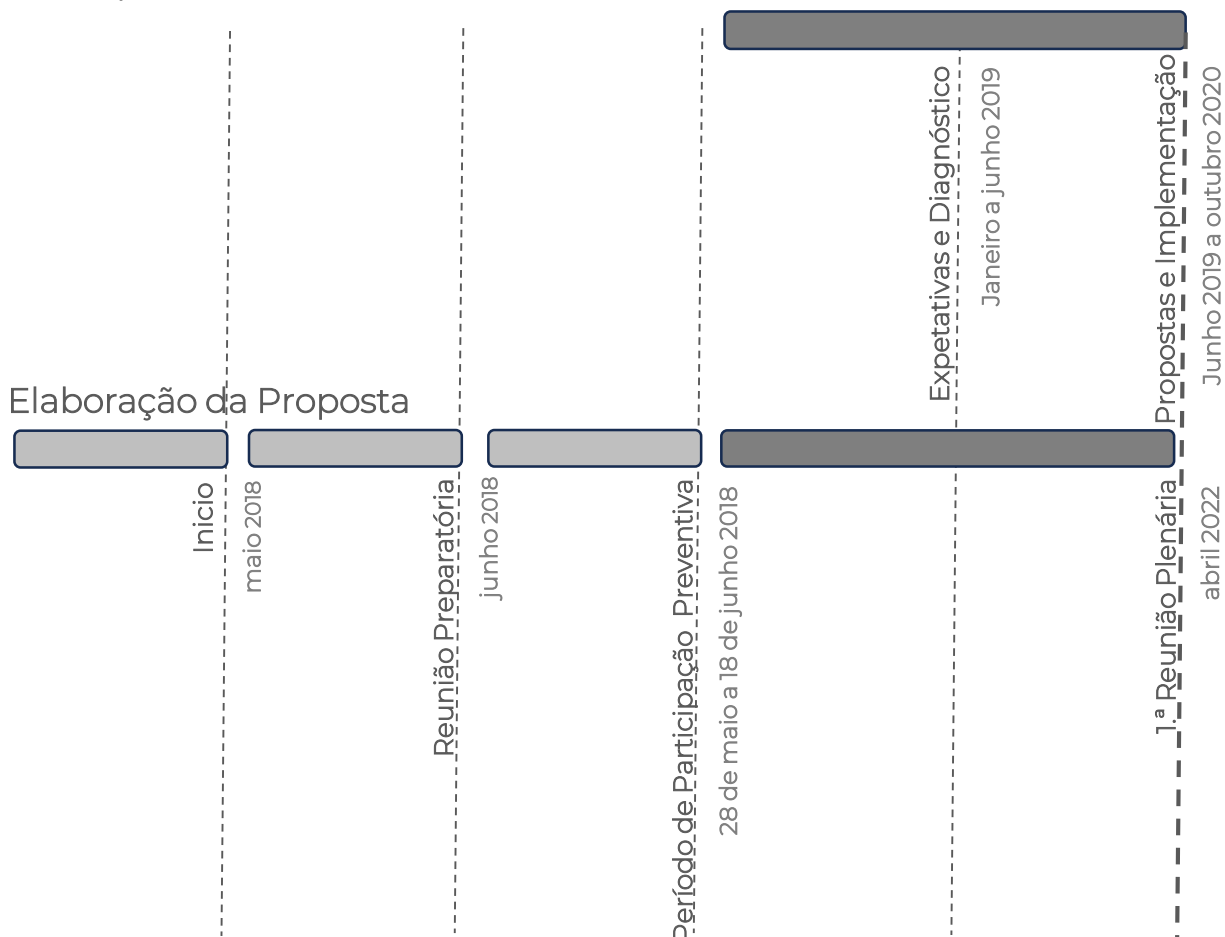 Expetativas e Diagnóstico
Janeiro a junho 2019
Propostas e Implementação
Junho 2019 a outubro 2020
Elaboração da Proposta
Inicio
maio 2018
Reunião Preparatória
junho 2018
Período de Participação Preventiva
28 de maio a 18 de junho 2018
1.ª Reunião Plenária
abril 2022